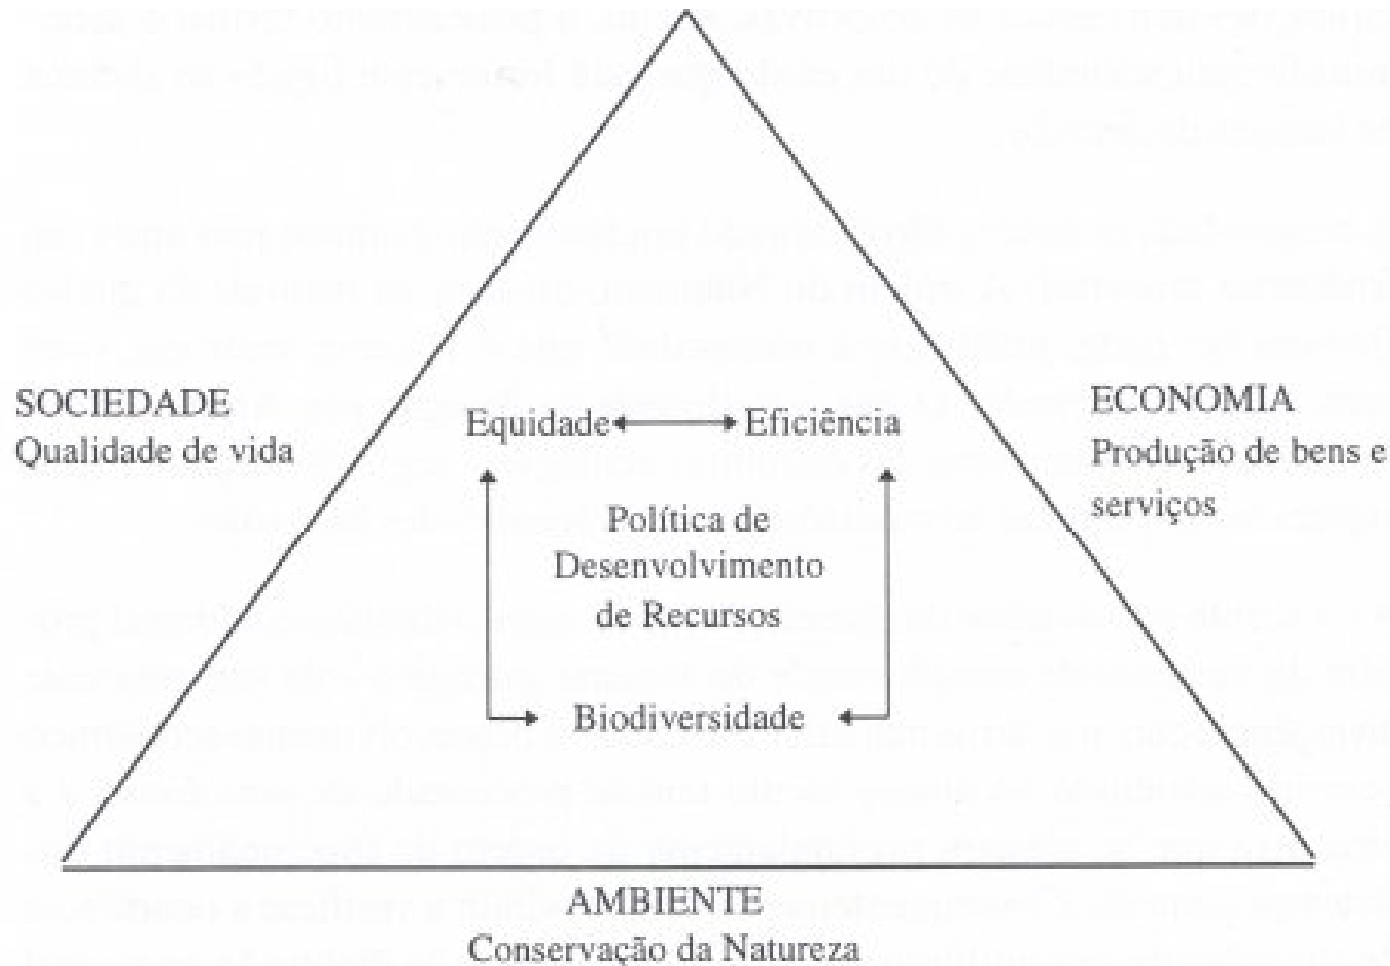 SOCIEDADE
Qualidade de vida
ECONOMIA
Produção de bens e
serviços
Equidade Eficiência
Política de
Desenvolvimento
de Recursos
Biodiversidade
AMBIENTE
Conservação da Natureza